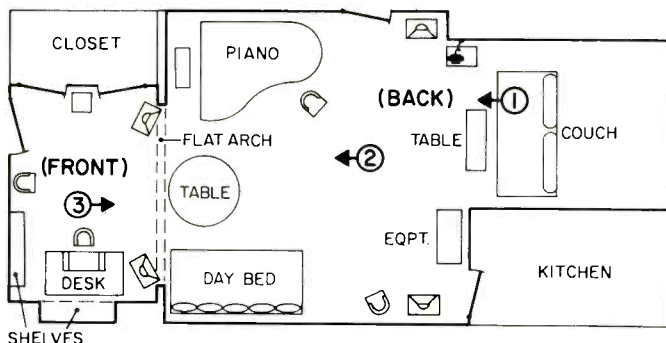 CLOSET
PIANO
(BACK)
①
FLAT ARCH
TABLE
COUCH
(FRONT)
②
TABLE
③
EQPT.
DESK
DAY BED
KITCHEN
SHELVES